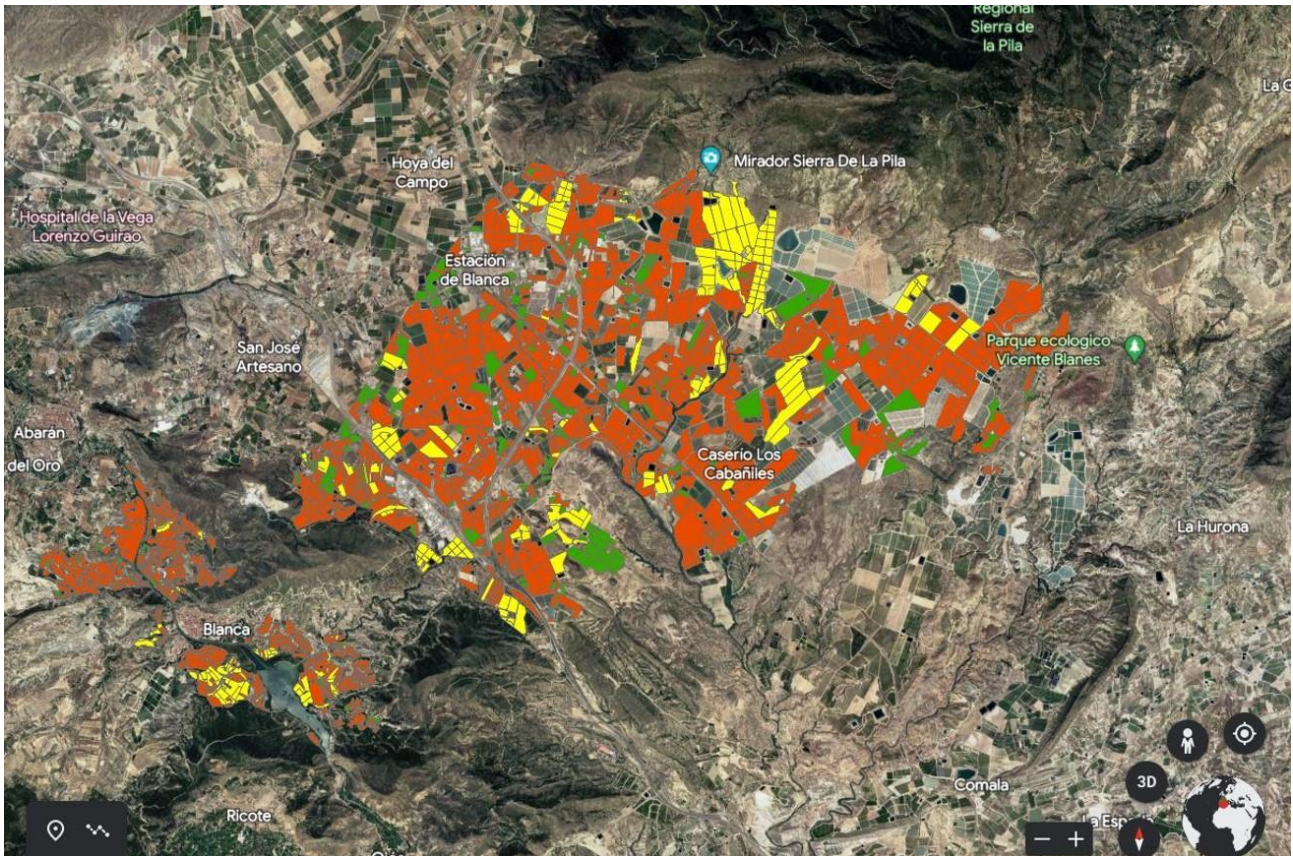 Regional
Sierra de
la Pila
La G
Hoya del
Campo
Mirador Sierra De La Pila
Hospital de la Vega
Lorenzo Guirao
Estación
de Blanca
San José
Artesano
Parque ecologico
Vicente Blanes
Abarán
del Oro
Caserío Los
Cabañiles
La Hurona
Blanca
Comala
3D
Ricote
La Esp